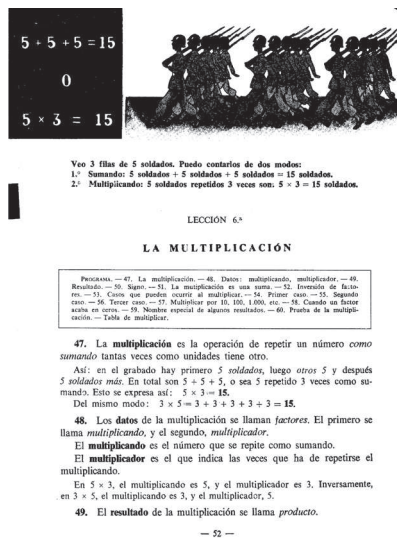 5 + 5 + 5 = 15
O
5 × 3 = 15
Veo 3 filas de 5 soldados. Puedo contarlos de dos modos:
1.° Sumando: 5 soldados + 5 soldados + 5 soldados = 15 soldados.
2.° Multiplicando: 5 soldados repetidos 3 veces son: 5 × 3 = 15 soldados.
LECCIÓN 6.ª
LA MULTIPLICACIÓN
PROGRAMA. — 47. La multiplicación. — 48. Datos: multiplicando, multiplicador. — 49.
Resultado. — 50. Signo. — 51. La mutiplicación es una suma. — 52. Inversión de facto-
res. — 53. Casos que pueden ocurrir al multiplicar. — 54. Primer caso. — 55. Segundo
caso. — 56. Tercer caso. — 57. Multiplicar por 10, 100, 1.000, etc. — 58. Cuando un factor
acaba en ceros. — 59. Nombre especial de algunos resultados. — 60. Prueba de la multipli-
cación. — Tabla de multiplicar.
47. La multiplicación es la operación de repetir un número como
sumando tantas veces como unidades tiene otro.
Así: en el grabado hay primero 5 soldados, luego otros 5 y después
5 soldados más. En total son 5 + 5 + 5, o sea 5 repetido 3 veces como su-
mando. Esto se expresa así: 5 × 3 = 15.
Del mismo modo: 3 × 5 = 3 + 3 + 3 + 3 + 3 = 15.
48. Los datos de la multiplicación se llaman factores. El primero se
llama multiplicando, y el segundo, multiplicador.
El multiplicando es el número que se repite como sumando.
El multiplicador es el que indica las veces que ha de repetirse el
multiplicando.
En 5 × 3, el multiplicando es 5, y el multiplicador es 3. Inversamente,
en 3 × 5, el multiplicando es 3, y el multiplicador, 5.
49. El resultado de la multiplicación se llama producto.
— 52 —